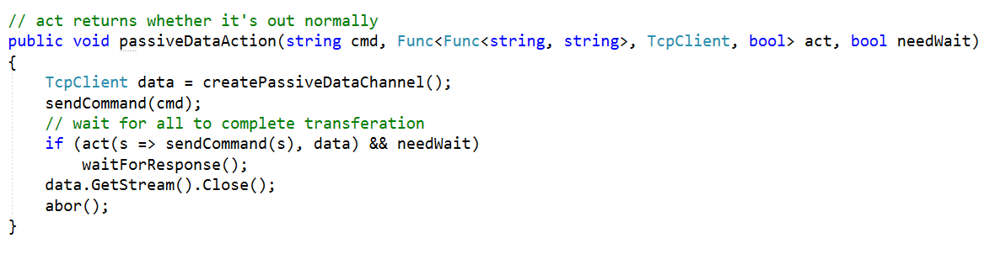 // act returns whether it's out normally
public void passiveDataAction(string cmd, Func<Func<string, string>, TcpClient, bool> act, bool needWait)
{
    TcpClient data = createPassiveDataChannel();
    sendCommand(cmd);
    // wait for all to complete transferation
    if (act(s => sendCommand(s), data) && needWait)
        waitForResponse();
    data.GetStream().Close();
    abor();
}